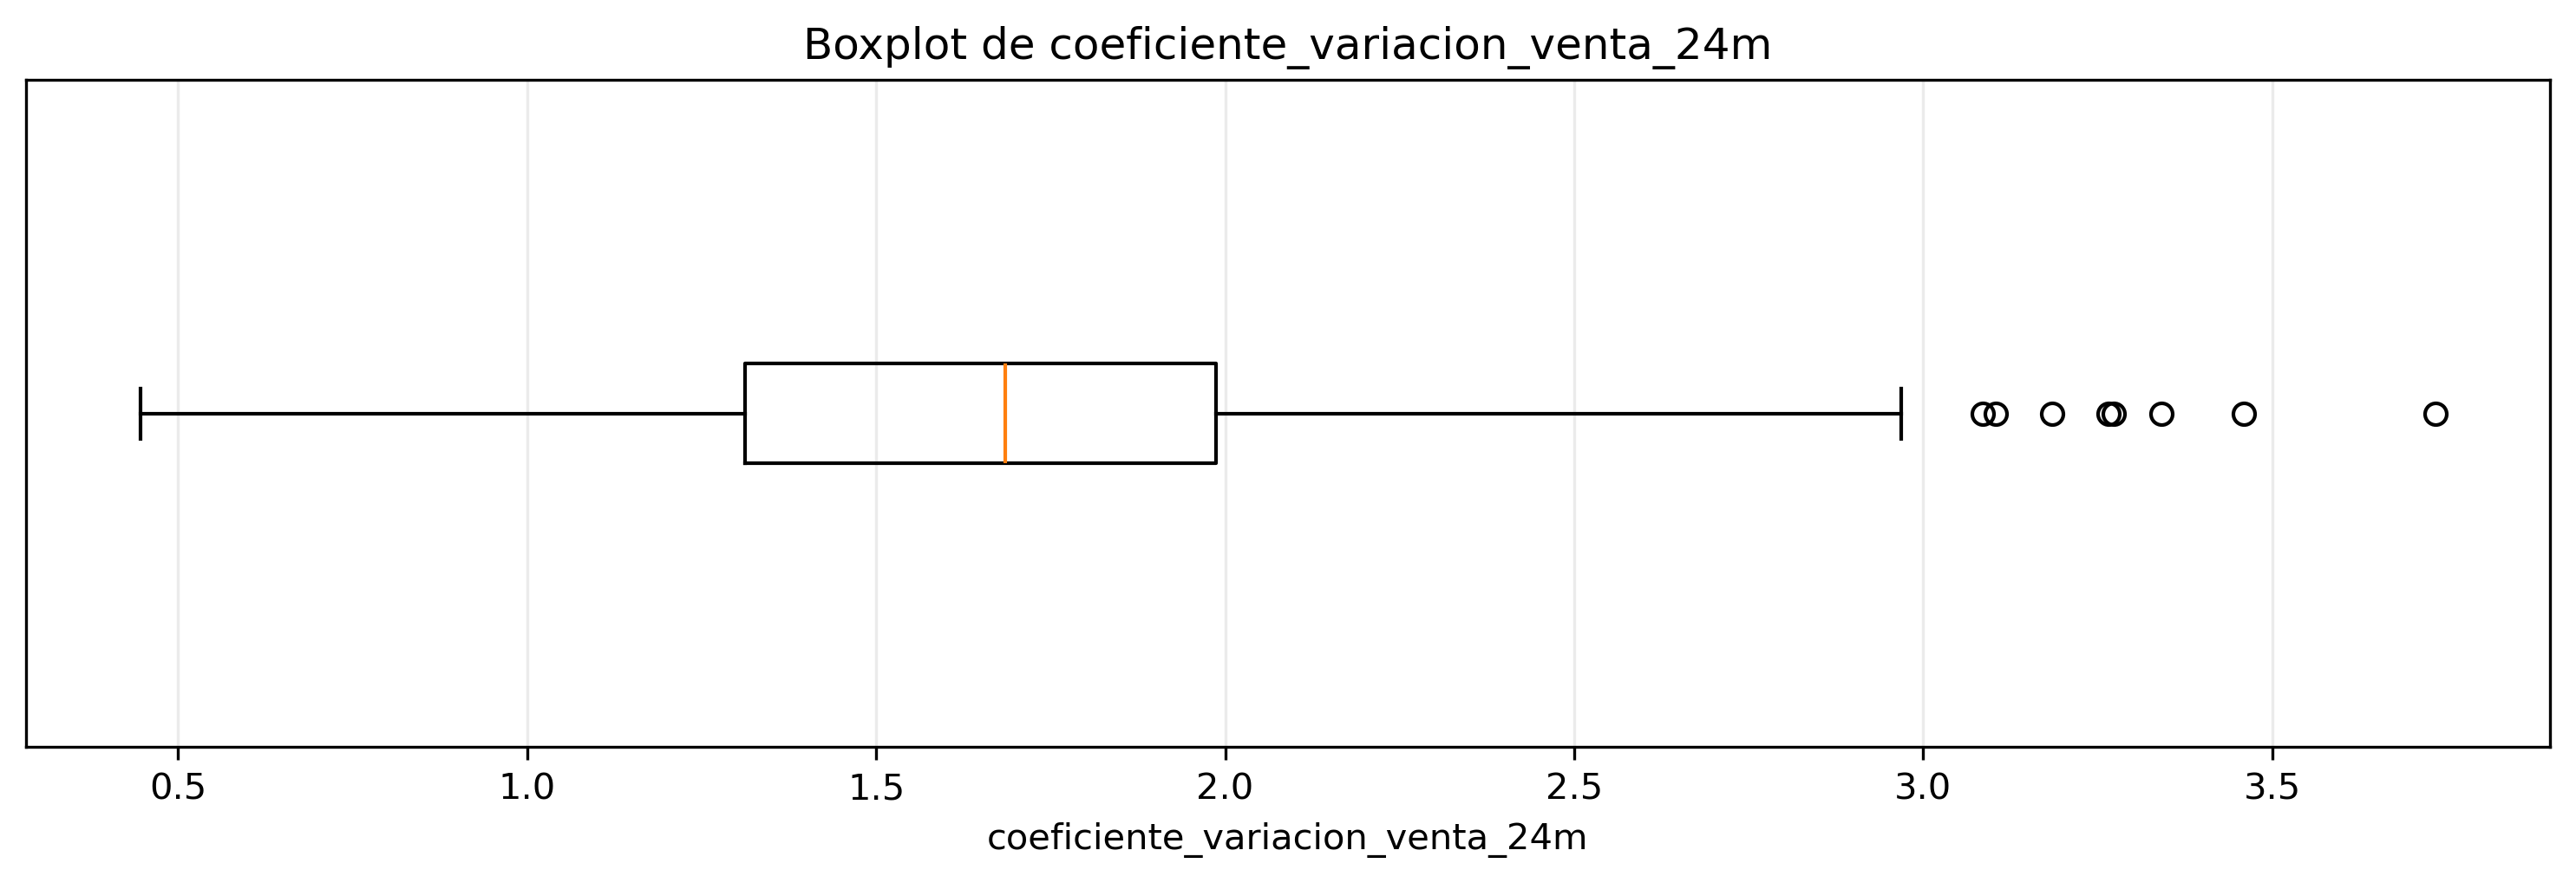 Boxplot de coeficiente_variacion_venta_24m
0.5 1.0 1.5 2.0 2.5 3.0 3.5
coeficiente_variacion_venta_24m